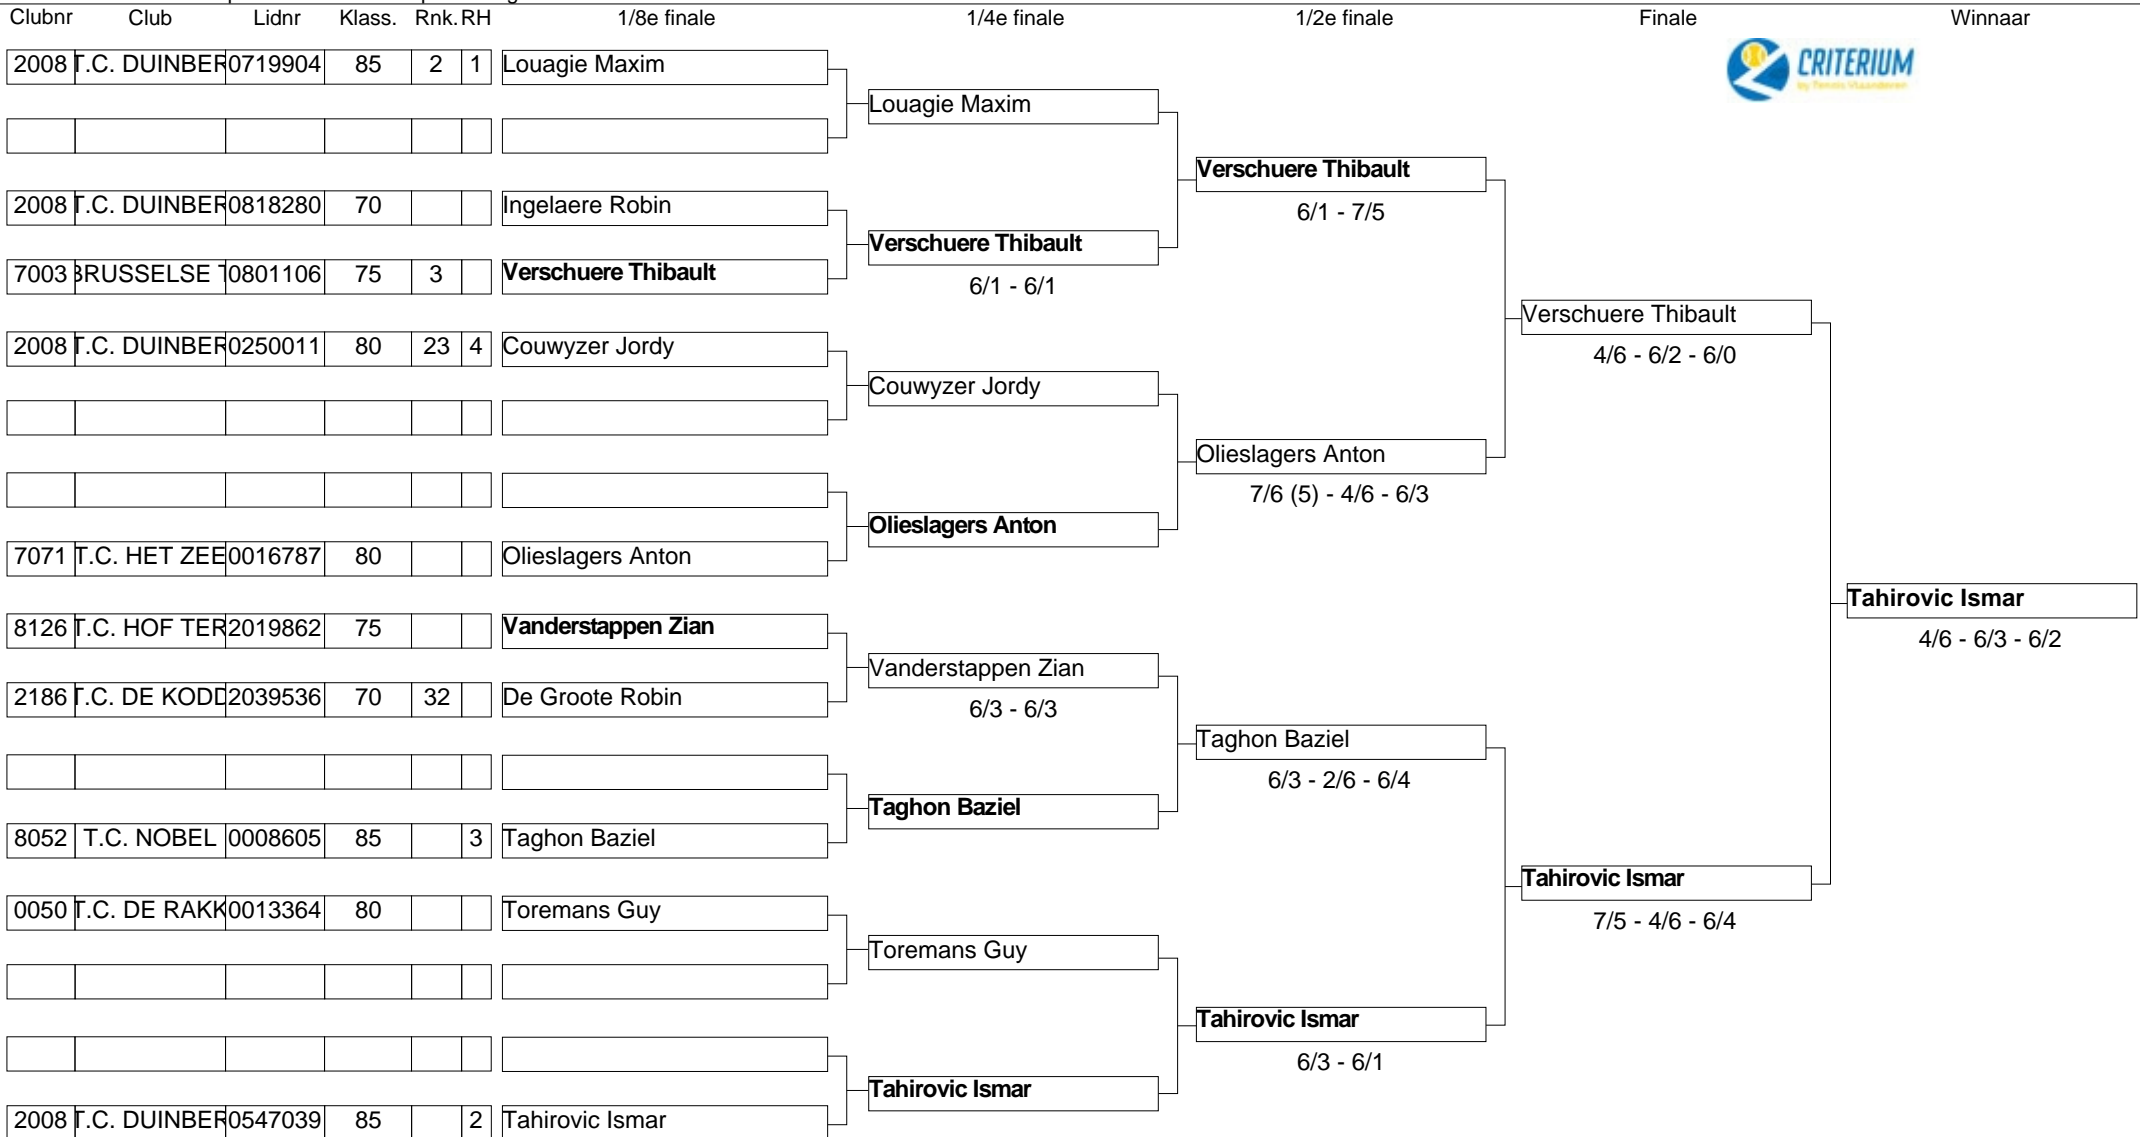 Clubnr Club Lidnr Klass. Rnk. RH 1/8e finale 1/4e finale 1/2e finale Finale Winnaar
CRITERIUM
by Tennis Vlaanderen
2008 T.C. DUINBER 0719904 85 2 1 Louagie Maxim
Louagie Maxim
Verschuere Thibault
6/1 - 7/5
2008 T.C. DUINBER 0818280 70 Ingelaere Robin
Verschuere Thibault
6/1 - 6/1
7003 BRUSSELSE T 0801106 75 3 Verschuere Thibault
Verschuere Thibault
4/6 - 6/2 - 6/0
2008 T.C. DUINBER 0250011 80 23 4 Couwyzer Jordy
Couwyzer Jordy
Olieslagers Anton
7/6 (5) - 4/6 - 6/3
Olieslagers Anton
7071 T.C. HET ZEE 0016787 80 Olieslagers Anton
Tahirovic Ismar
4/6 - 6/3 - 6/2
8126 T.C. HOF TER 2019862 75 Vanderstappen Zian
Vanderstappen Zian
6/3 - 6/3
2186 T.C. DE KODD 2039536 70 32 De Groote Robin
Taghon Baziel
6/3 - 2/6 - 6/4
Taghon Baziel
8052 T.C. NOBEL 0008605 85 3 Taghon Baziel
Tahirovic Ismar
7/5 - 4/6 - 6/4
0050 T.C. DE RAKK 0013364 80 Toremans Guy
Toremans Guy
Tahirovic Ismar
6/3 - 6/1
Tahirovic Ismar
2008 T.C. DUINBER 0547039 85 2 Tahirovic Ismar